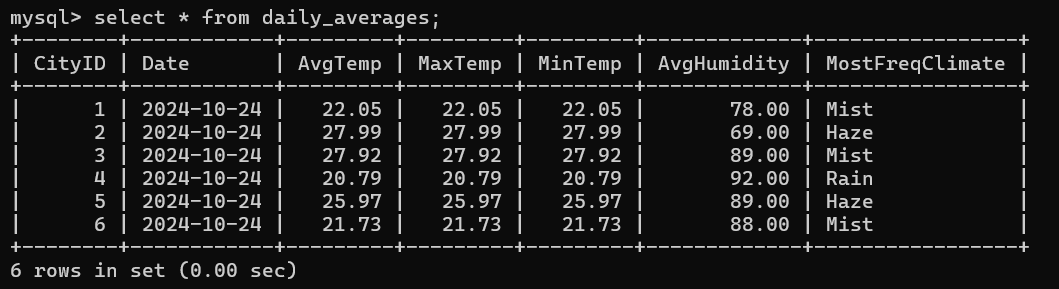 mysql> select * from daily_averages;
+--------+------------+---------+---------+---------+-------------+-----------------+
| CityID | Date       | AvgTemp | MaxTemp | MinTemp | AvgHumidity | MostFreqClimate |
+--------+------------+---------+---------+---------+-------------+-----------------+
|      1 | 2024-10-24 |   22.05 |   22.05 |   22.05 |       78.00 | Mist            |
|      2 | 2024-10-24 |   27.99 |   27.99 |   27.99 |       69.00 | Haze            |
|      3 | 2024-10-24 |   27.92 |   27.92 |   27.92 |       89.00 | Mist            |
|      4 | 2024-10-24 |   20.79 |   20.79 |   20.79 |       92.00 | Rain            |
|      5 | 2024-10-24 |   25.97 |   25.97 |   25.97 |       89.00 | Haze            |
|      6 | 2024-10-24 |   21.73 |   21.73 |   21.73 |       88.00 | Mist            |
+--------+------------+---------+---------+---------+-------------+-----------------+
6 rows in set (0.00 sec)